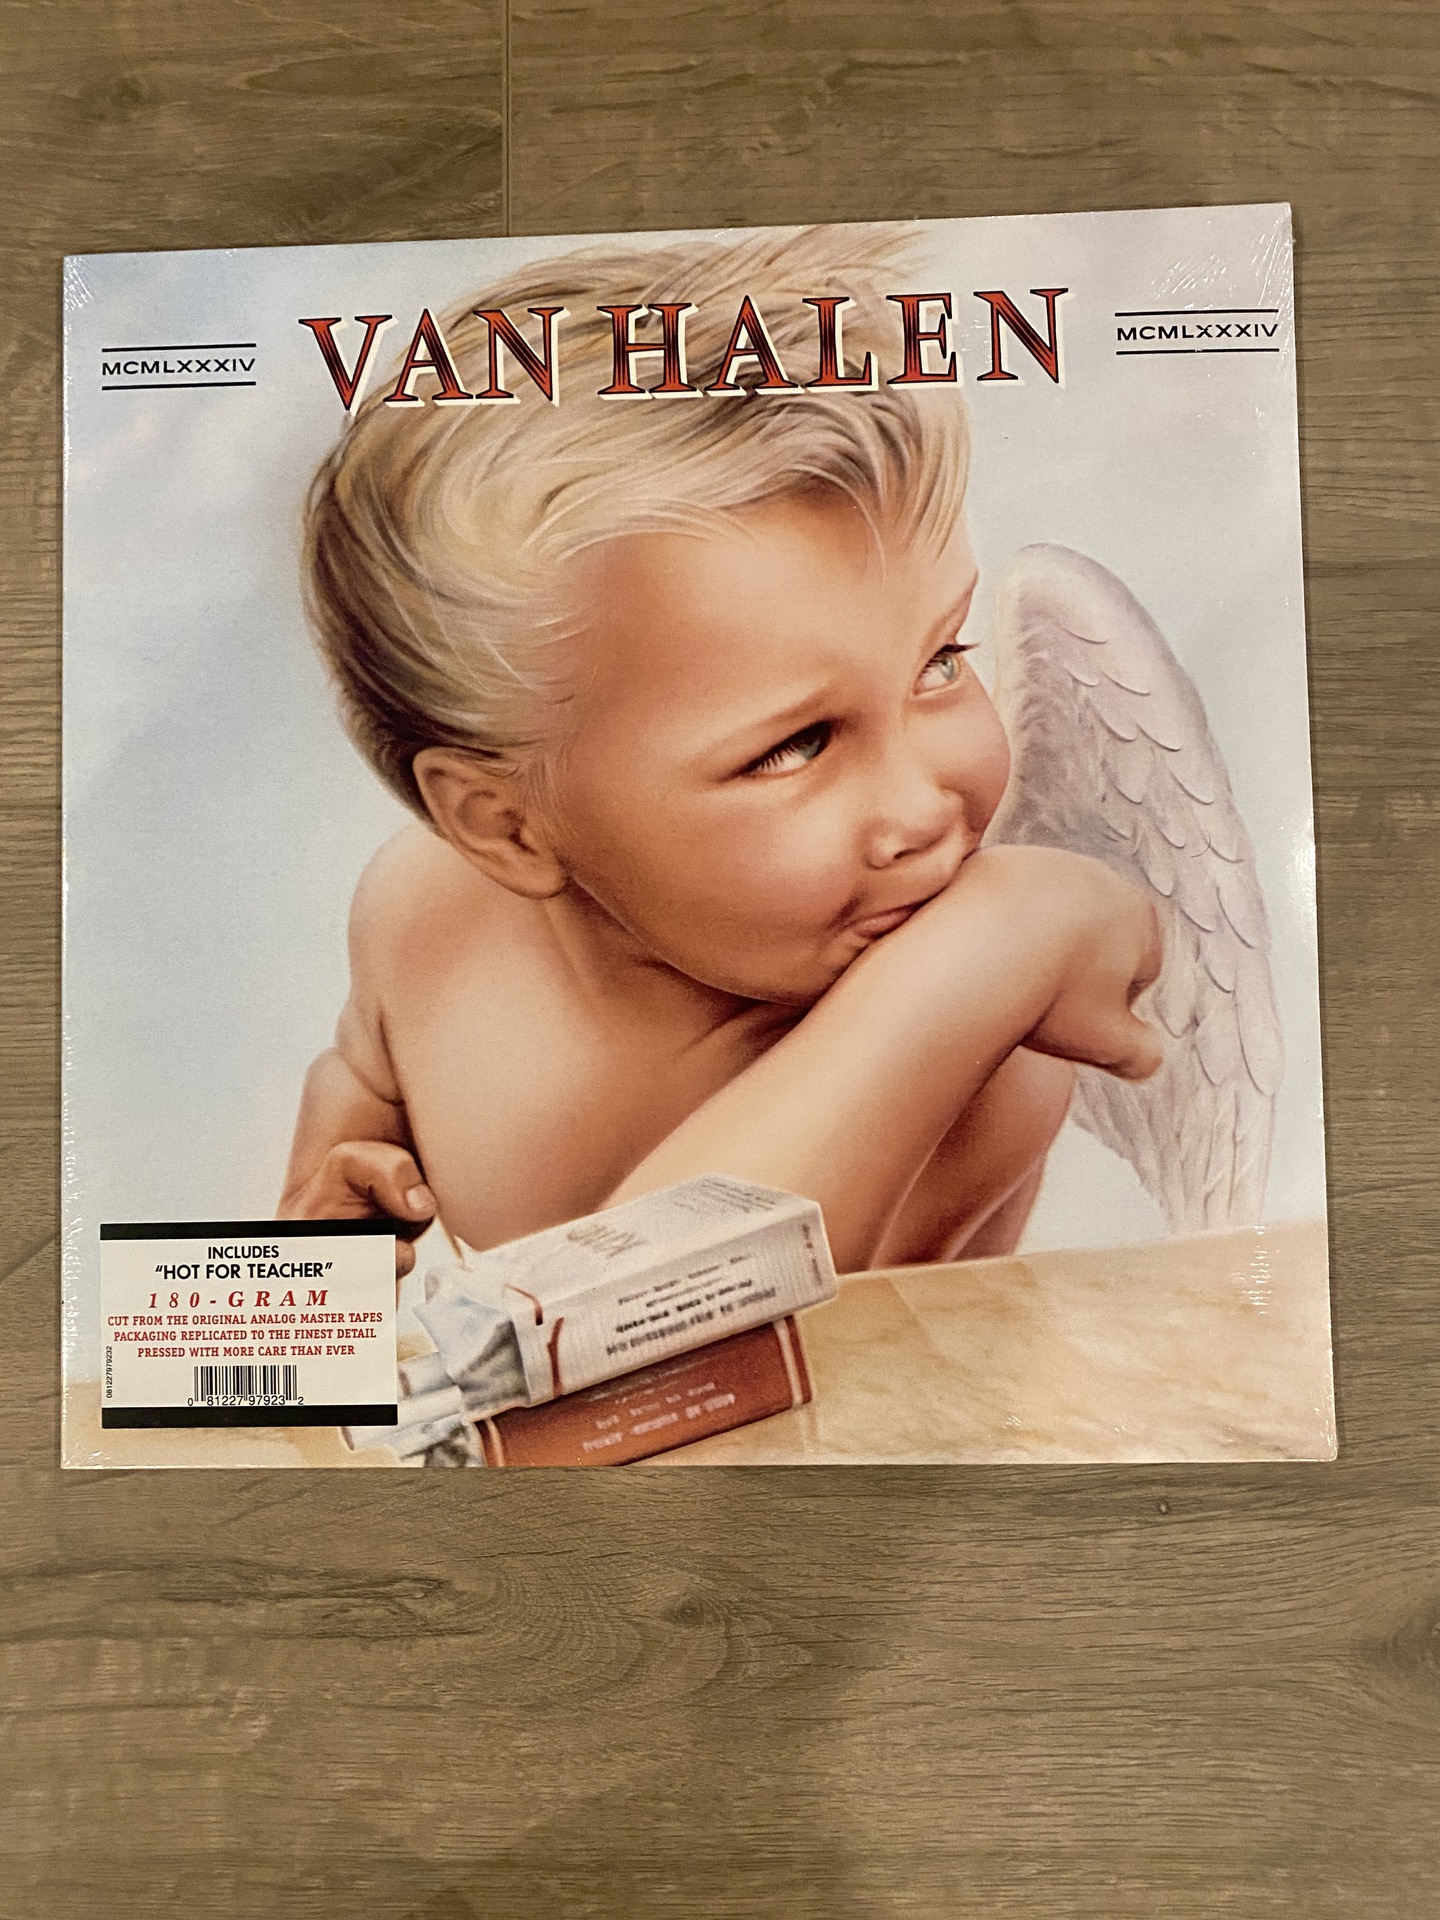 MCMLXXXIV VAN HALEN MCMLXXXIV
INCLUDES
"HOT FOR TEACHER"
180-GRAM
CUT FROM THE ORIGINAL ANALOG MASTER TAPES
PACKAGING REPLICATED TO THE FINEST DETAIL
PRESSED WITH MORE CARE THAN EVER
081227979232
0 81227 97923 2